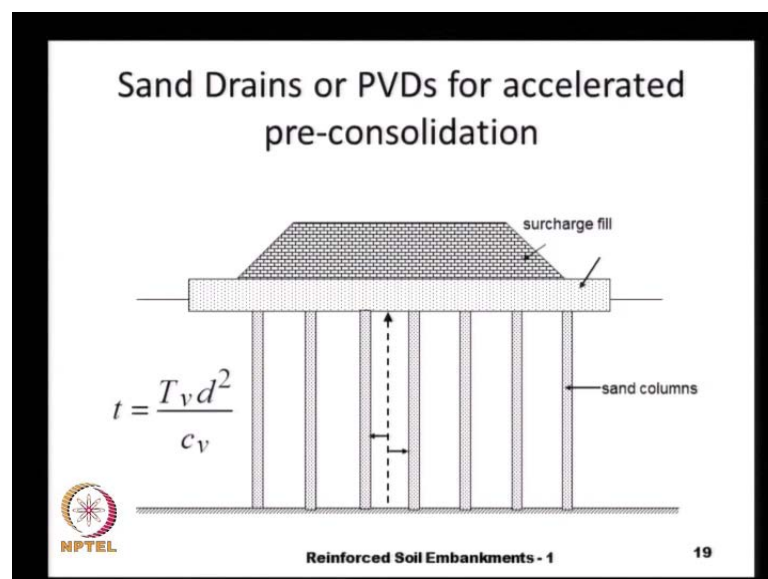 Sand Drains or PVDs for accelerated
pre-consolidation
surcharge fill
sand columns
t = T_v d^2 / c_v
NPTEL
Reinforced Soil Embankments - 1
19